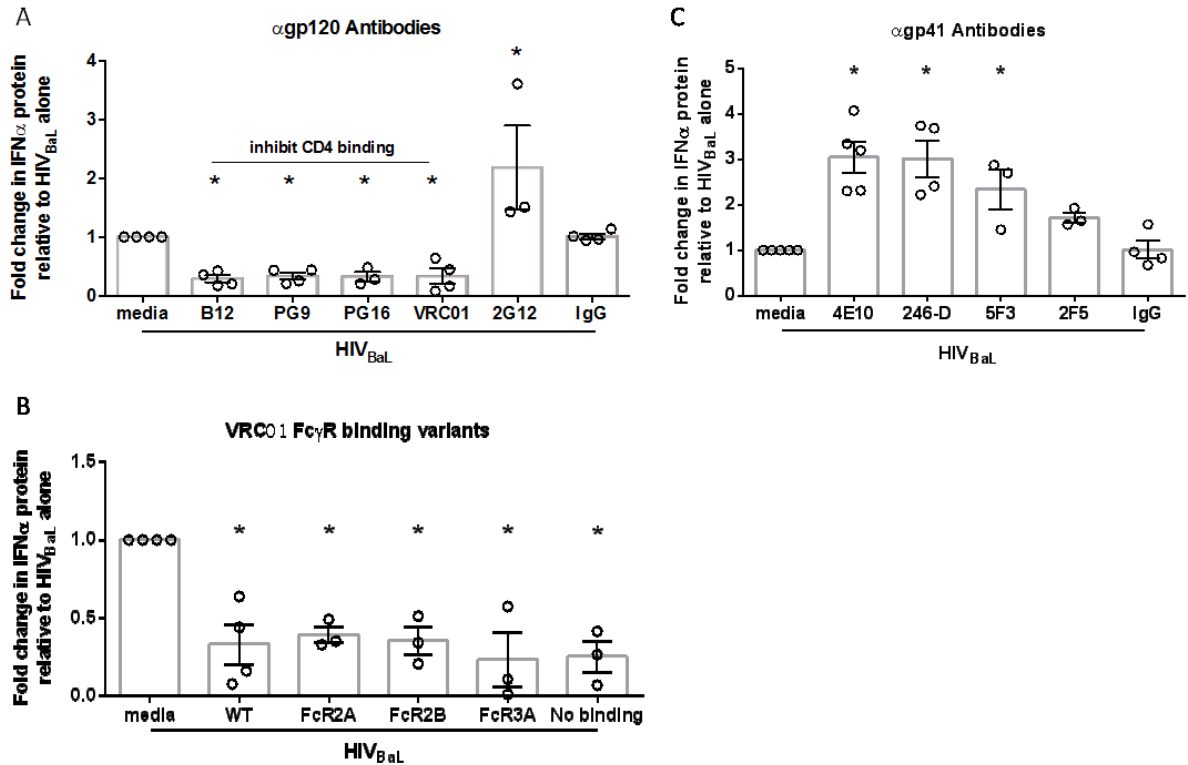 A
αgp120 Antibodies
Fold change in IFNα protein
relative to HIVBaL alone
4
3
2
1
0
inhibit CD4 binding
*
*
*
*
*
media
B12
PG9
PG16
VRC01
2G12
IgG
HIVBaL
C
αgp41 Antibodies
Fold change in IFNα protein
relative to HIVBaL alone
5
4
3
2
1
0
*
*
*
media
4E10
246-D
5F3
2F5
IgG
HIVBaL
B
VRC01 FcγR binding variants
Fold change in IFNα protein
relative to HIVBaL alone
1.5
1.0
0.5
0.0
*
*
*
*
*
media
WT
FcR2A
FcR2B
FcR3A
No binding
HIVBaL